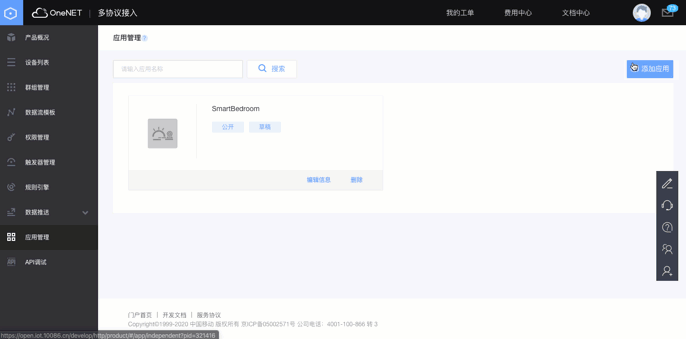 OneNET | 多协议接入 我的工单 费用中心 文档中心 73
产品概况
设备列表
群组管理
数据流模板
权限管理
触发器管理
规则引擎
数据推送
应用管理
API调试
应用管理
请输入应用名称 搜索 添加应用
SmartBedroom
公开 草稿
编辑信息 删除
门户首页 | 开发文档 | 服务协议
Copyright©1999-2020 中国移动 版权所有 京ICP备05002571号 公司电话：4001-100-866 转 3
https://open.iot.10086.cn/develop/http/product/#/app/independent?pid=321416